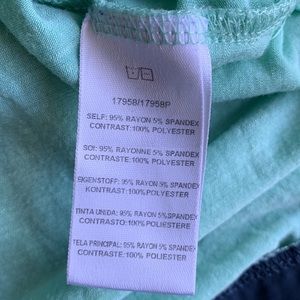 17958/17958P
SELF: 95% RAYON 5% SPANDEX
CONTRAST:100% POLYESTER
SOI: 95% RAYONNE 5% SPANDEX
CONTRASTE:100% POLYESTER
EIGENSTOFF: 95% RAYON 5% SPANDEX
KONTRAST:100% POLYESTER
TINTA UNIDA: 95% RAYON 5%SPANDEX
CONTRASTE:100% POLIESTERE
TELA PRINCIPAL: 95% RAYON 5% SPANDEX
CONTRASTE:100% POLIESTER